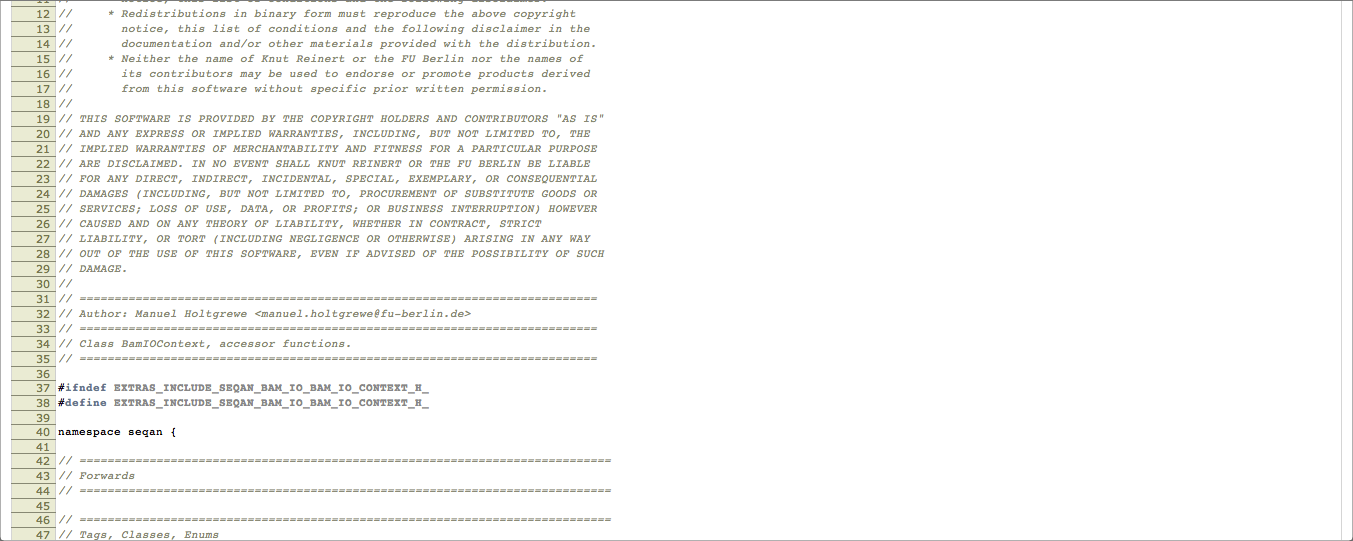 12 //     * Redistributions in binary form must reproduce the above copyright
13 //       notice, this list of conditions and the following disclaimer in the
14 //       documentation and/or other materials provided with the distribution.
15 //     * Neither the name of Knut Reinert or the FU Berlin nor the names of
16 //       its contributors may be used to endorse or promote products derived
17 //       from this software without specific prior written permission.
18 //
19 // THIS SOFTWARE IS PROVIDED BY THE COPYRIGHT HOLDERS AND CONTRIBUTORS "AS IS"
20 // AND ANY EXPRESS OR IMPLIED WARRANTIES, INCLUDING, BUT NOT LIMITED TO, THE
21 // IMPLIED WARRANTIES OF MERCHANTABILITY AND FITNESS FOR A PARTICULAR PURPOSE
22 // ARE DISCLAIMED. IN NO EVENT SHALL KNUT REINERT OR THE FU BERLIN BE LIABLE
23 // FOR ANY DIRECT, INDIRECT, INCIDENTAL, SPECIAL, EXEMPLARY, OR CONSEQUENTIAL
24 // DAMAGES (INCLUDING, BUT NOT LIMITED TO, PROCUREMENT OF SUBSTITUTE GOODS OR
25 // SERVICES; LOSS OF USE, DATA, OR PROFITS; OR BUSINESS INTERRUPTION) HOWEVER
26 // CAUSED AND ON ANY THEORY OF LIABILITY, WHETHER IN CONTRACT, STRICT
27 // LIABILITY, OR TORT (INCLUDING NEGLIGENCE OR OTHERWISE) ARISING IN ANY WAY
28 // OUT OF THE USE OF THIS SOFTWARE, EVEN IF ADVISED OF THE POSSIBILITY OF SUCH
29 // DAMAGE.
30 //
31 // ==========================================================================
32 // Author: Manuel Holtgrewe <manuel.holtgrewe@fu-berlin.de>
33 // ==========================================================================
34 // Class BamIOContext, accessor functions.
35 // ==========================================================================
36
37 #ifndef EXTRAS_INCLUDE_SEQAN_BAM_IO_BAM_IO_CONTEXT_H_
38 #define EXTRAS_INCLUDE_SEQAN_BAM_IO_BAM_IO_CONTEXT_H_
39
40 namespace seqan {
41
42 // ============================================================================
43 // Forwards
44 // ============================================================================
45
46 // ============================================================================
47 // Tags, Classes, Enums